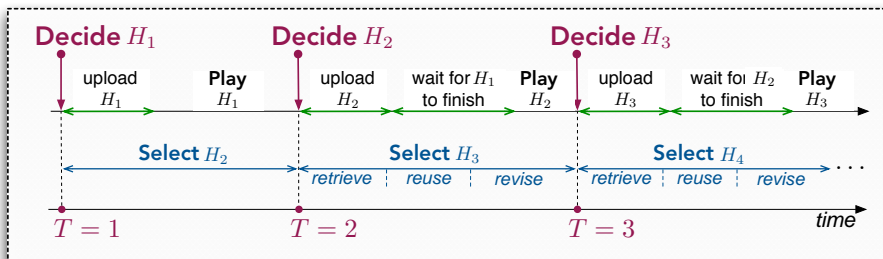 Decide H₁ Decide H₂ Decide H₃
upload Play upload wait for H₁ Play upload wait for H₂ Play
H₁ H₁ H₂ to finish H₂ H₃ to finish H₃
Select H₂ Select H₃ Select H₄
retrieve reuse revise retrieve reuse revise ...
T = 1 T = 2 T = 3 time